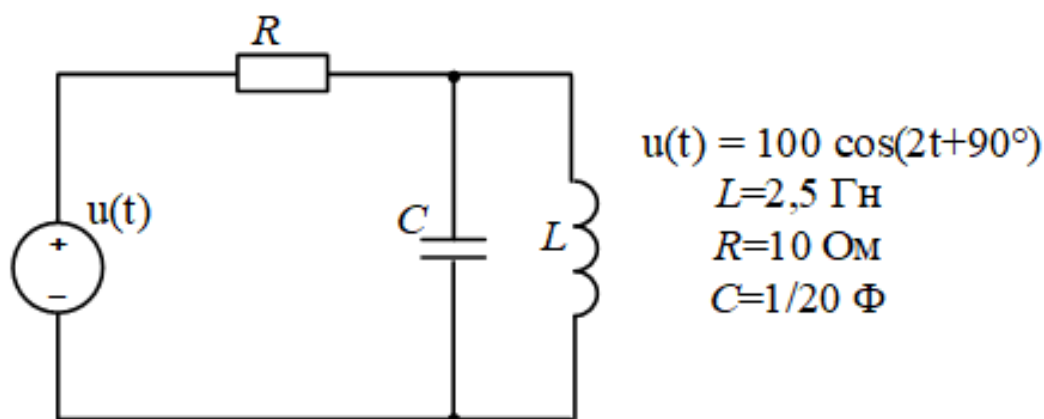 R
u(t) = 100 cos(2t+90°)
L=2,5 Гн
R=10 Ом
C=1/20 Ф
u(t)
C
L
+
−